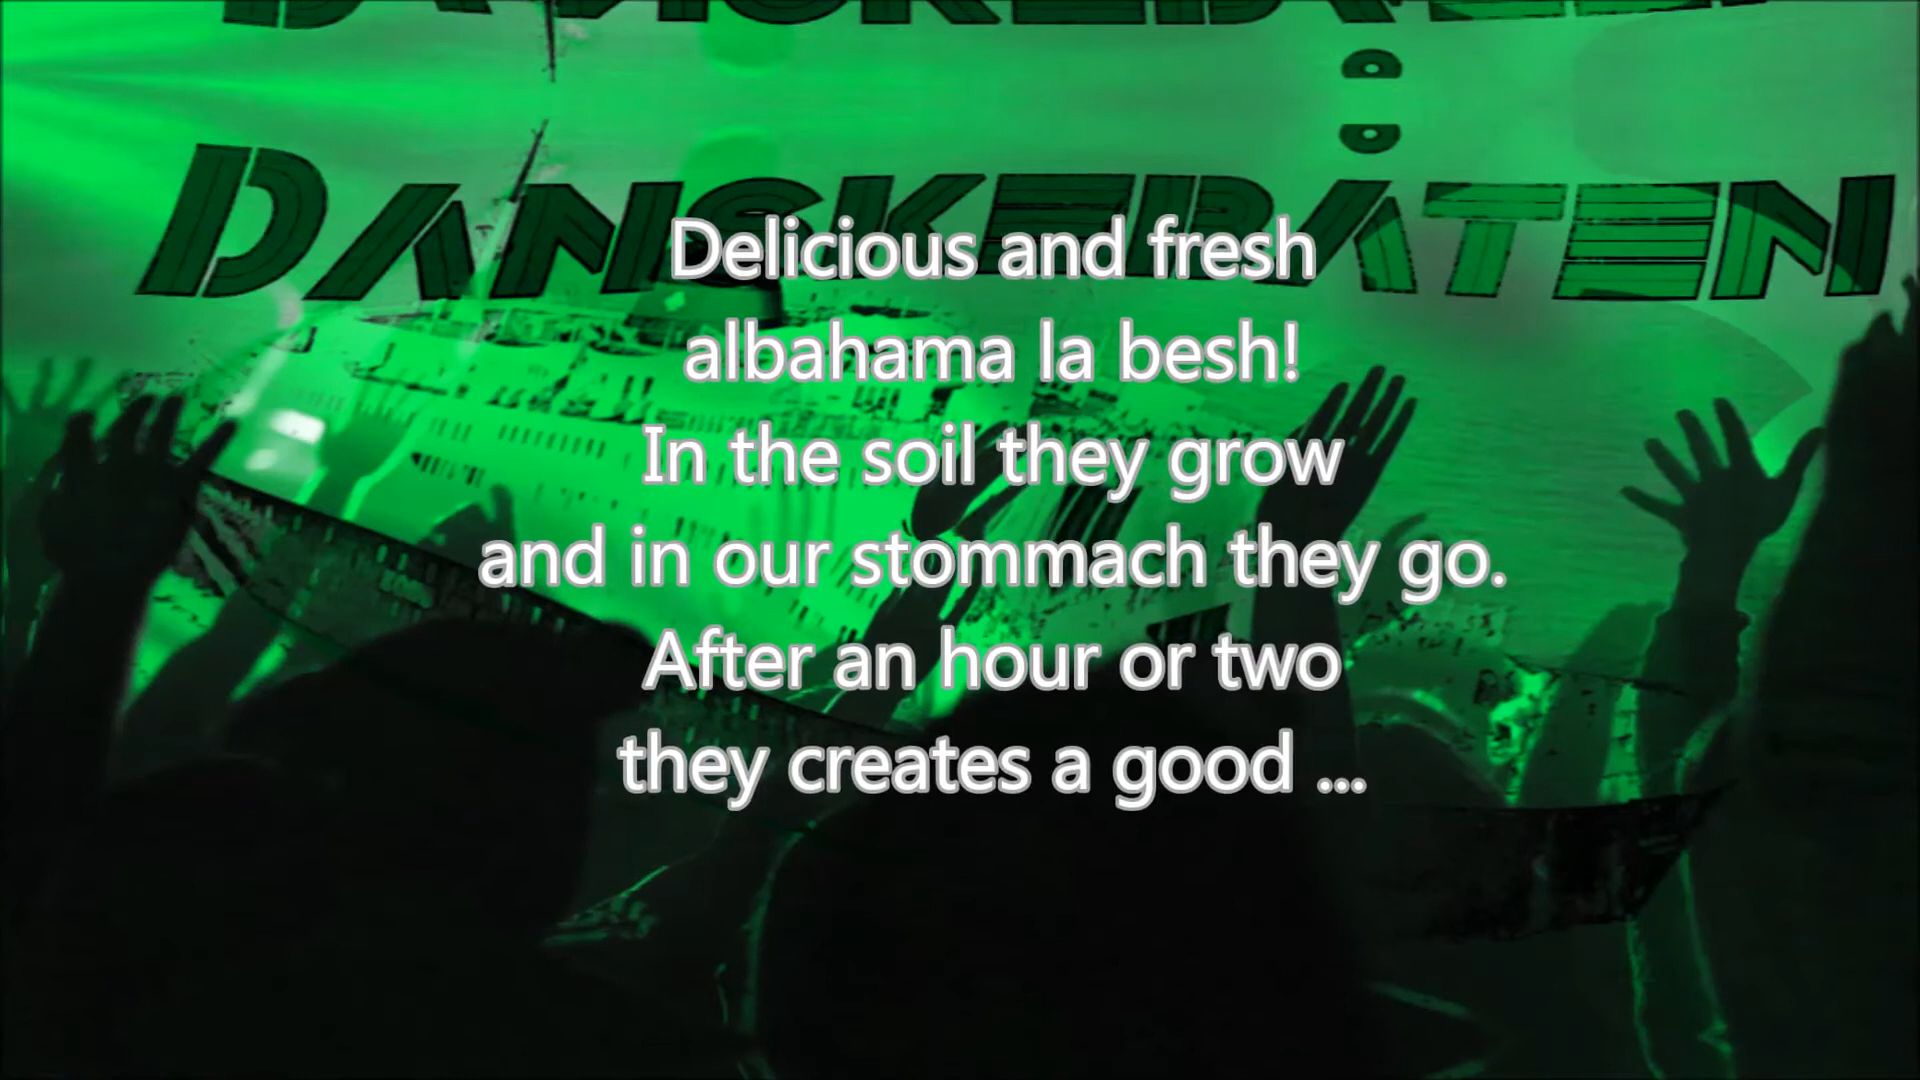 DANSKEBÅTEN
Delicious and fresh
albahama la besh!
In the soil they grow
and in our stommach they go.
After an hour or two
they creates a good ...